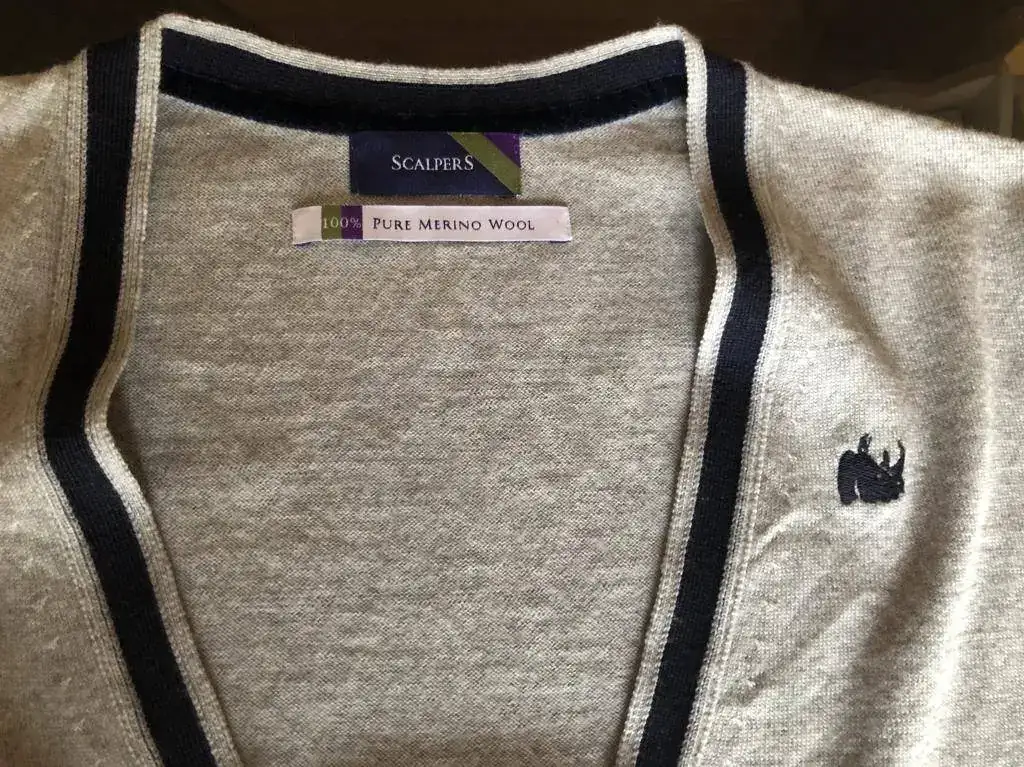 SCALPERS
100% PURE MERINO WOOL